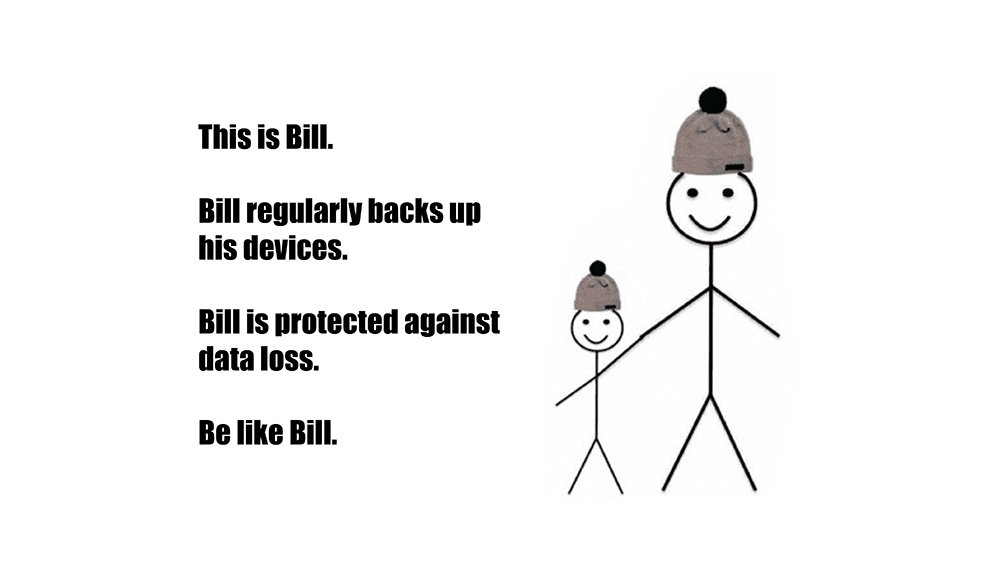 This is Bill.
Bill regularly backs up
his devices.
Bill is protected against
data loss.
Be like Bill.